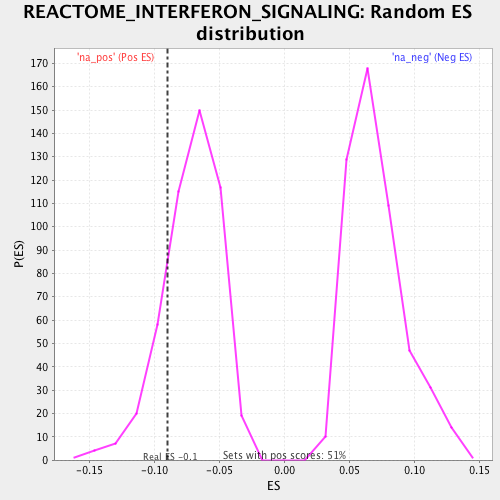 REACTOME_INTERFERON_SIGNALING: Random ES
distribution
'na_pos' (Pos ES)
'na_neg' (Neg ES)
170
160
150
140
130
120
110
100
90
80
70
60
50
40
30
20
10
0
P(ES)
Real ES -0.1
Sets with pos scores: 51%
-0.15 -0.10 -0.05 0.00 0.05 0.10 0.15
ES